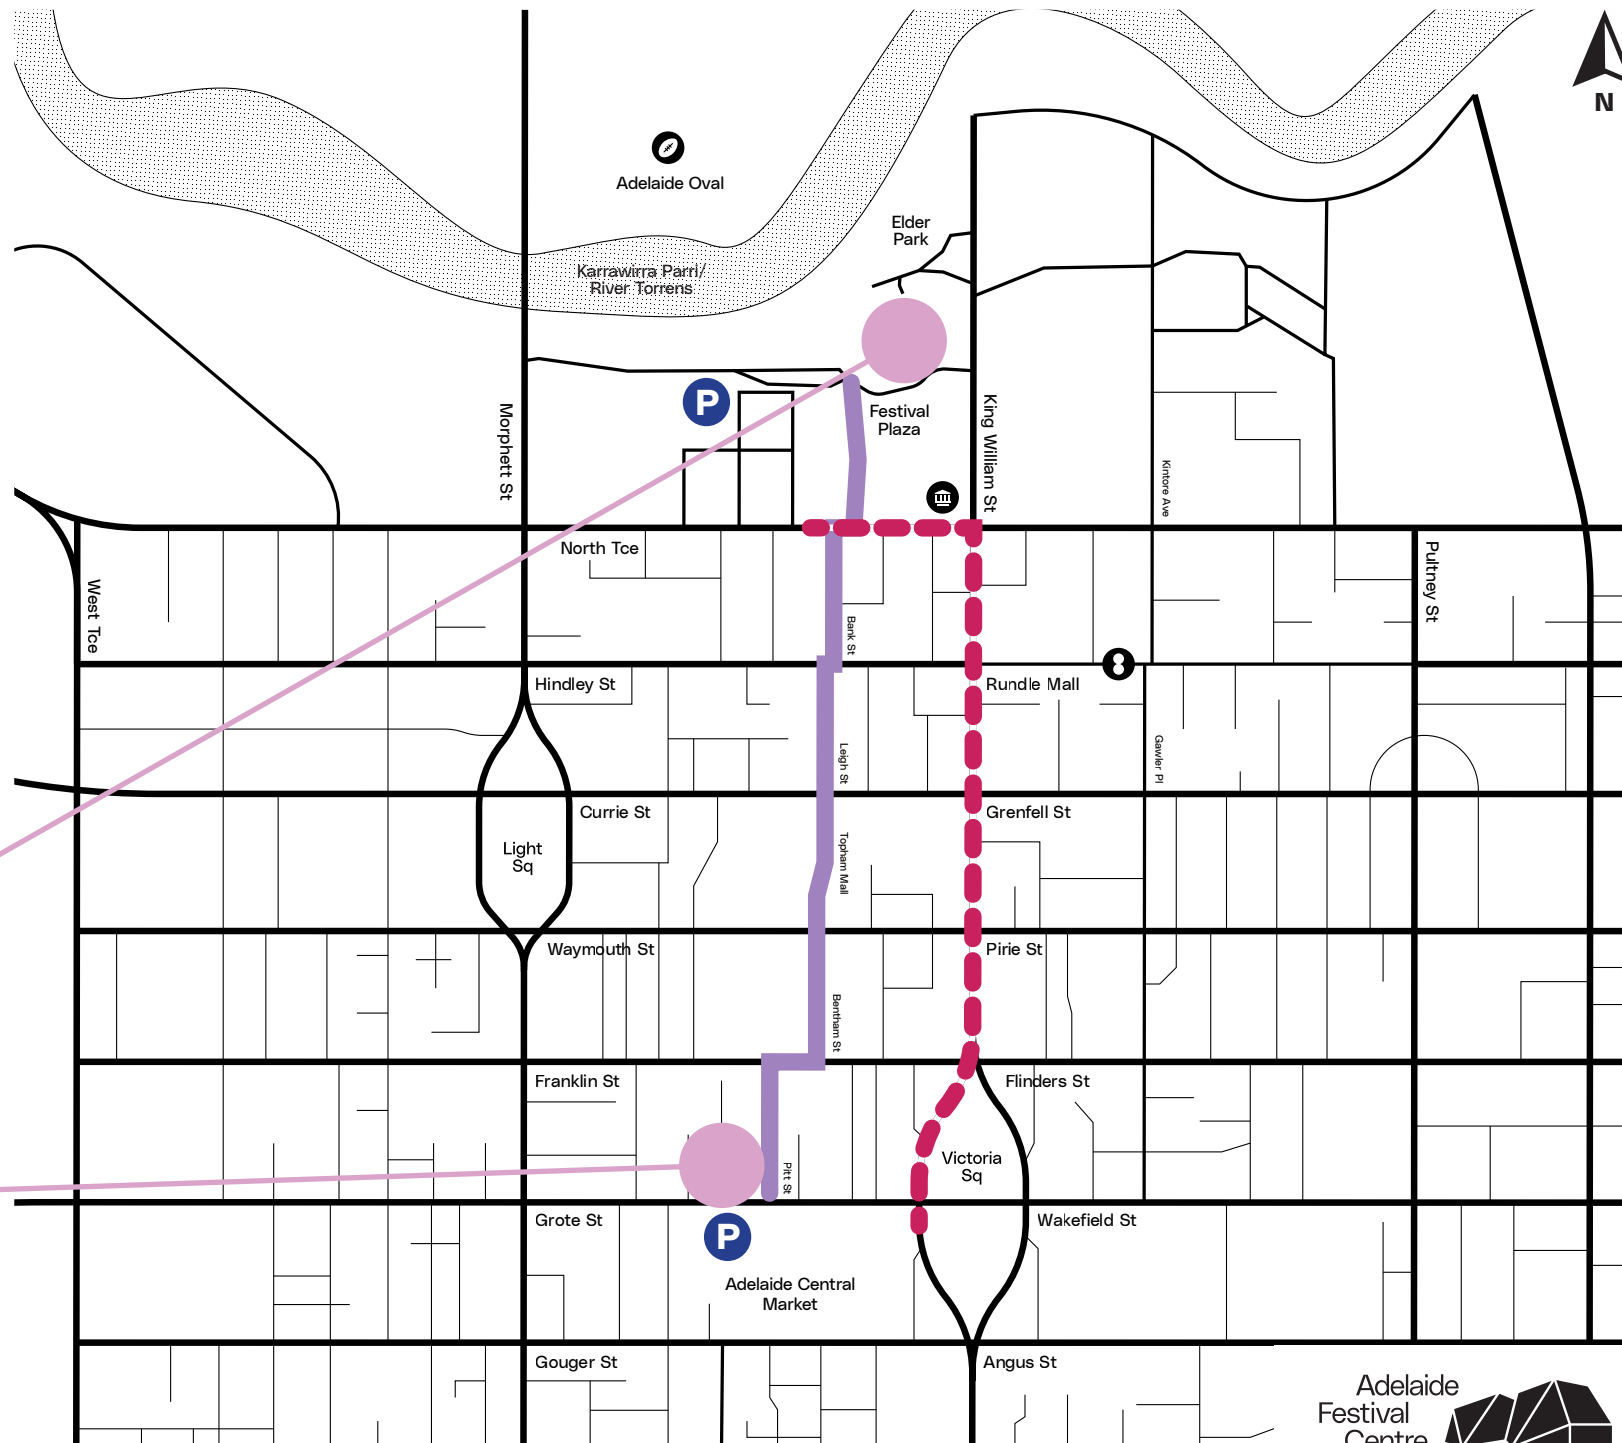 N
Adelaide Oval
Elder
Park
Karrawirra Parri/
River Torrens
P
Festival
Plaza
Morphett St
King William St
Kintore Ave
North Tce
Pultney St
West Tce
Bank St
Hindley St
Rundle Mall
Leigh St
Gawler Pl
Currie St
Grenfell St
Light
Sq
Topham Mall
Waymouth St
Pirie St
Bentham St
Franklin St
Flinders St
Victoria
Sq
Pitt St
Grote St
Wakefield St
P
Adelaide Central
Market
Gouger St
Angus St
Adelaide
Festival
Centre